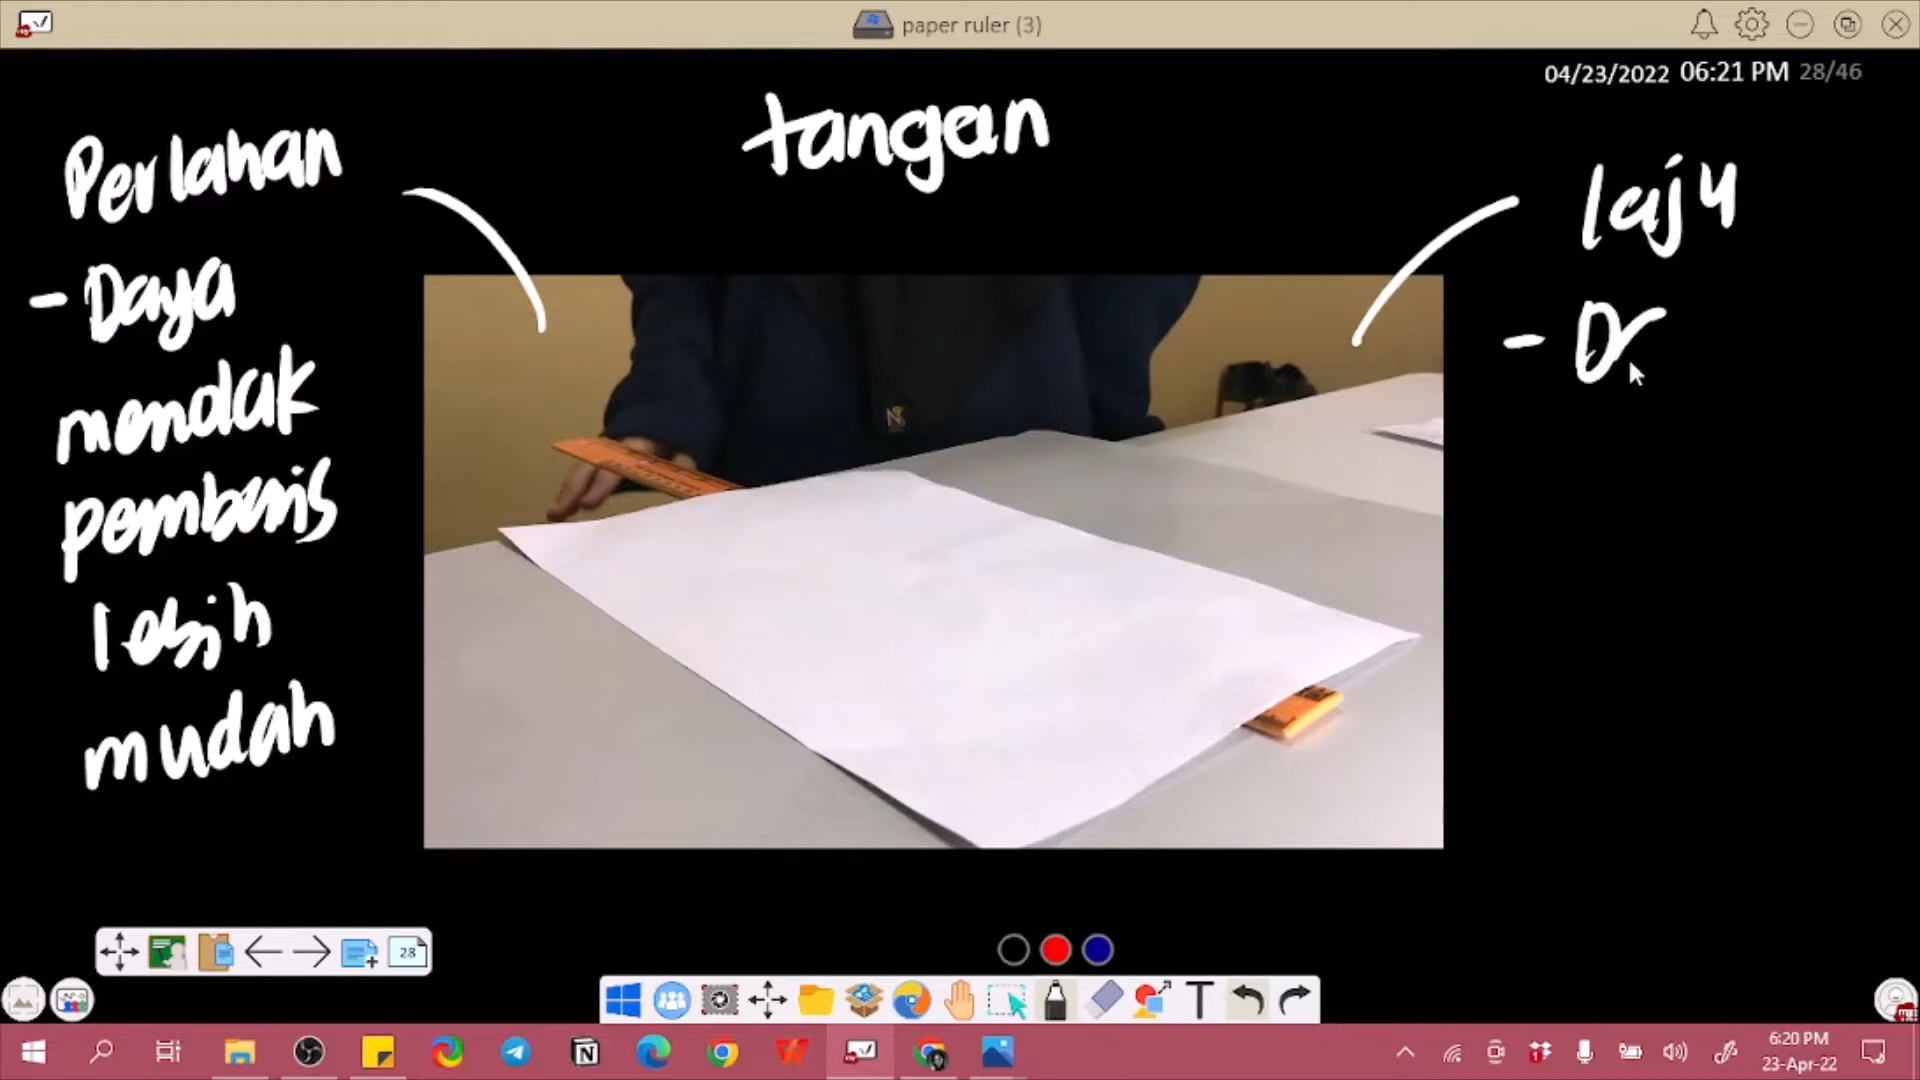 paper ruler (3)
04/23/2022 06:21 PM 28/46
tangan
Perlahan
- Daya
mendak
pembaris
lebih
mudah
laju
- D
28
6:20 PM
23-Apr-22